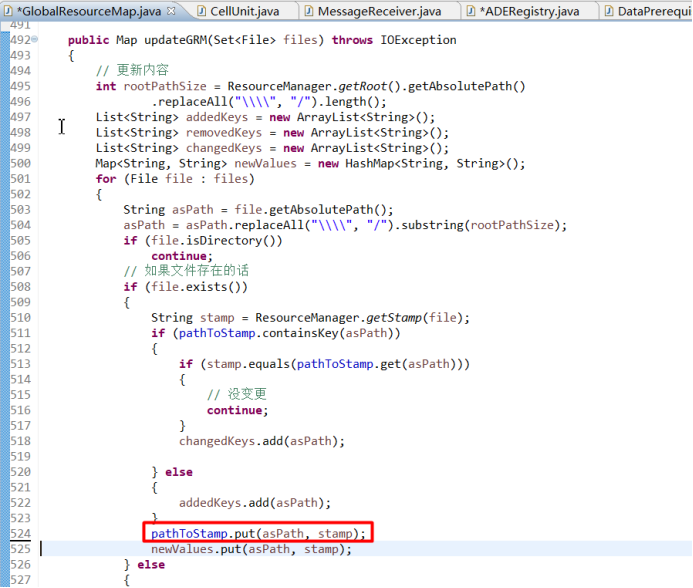 *GlobalResourceMap.java CellUnit.java MessageReceiver.java *ADERegistry.java DataPrerequi
491
492 public Map updateGRM(Set<File> files) throws IOException
493 {
494 // 更新内容
495 int rootPathSize = ResourceManager.getRoot().getAbsolutePath()
496 .replaceAll("\\\\", "/").length();
497 List<String> addedKeys = new ArrayList<String>();
498 List<String> removedKeys = new ArrayList<String>();
499 List<String> changedKeys = new ArrayList<String>();
500 Map<String, String> newValues = new HashMap<String, String>();
501 for (File file : files)
502 {
503 String asPath = file.getAbsolutePath();
504 asPath = asPath.replaceAll("\\\\", "/").substring(rootPathSize);
505 if (file.isDirectory())
506 continue;
507 // 如果文件存在的话
508 if (file.exists())
509 {
510 String stamp = ResourceManager.getStamp(file);
511 if (pathToStamp.containsKey(asPath))
512 {
513 if (stamp.equals(pathToStamp.get(asPath)))
514 {
515 // 没变更
516 continue;
517 }
518 changedKeys.add(asPath);
519
520 } else
521 {
522 addedKeys.add(asPath);
523 }
524 pathToStamp.put(asPath, stamp);
525 newValues.put(asPath, stamp);
526 } else
527 {